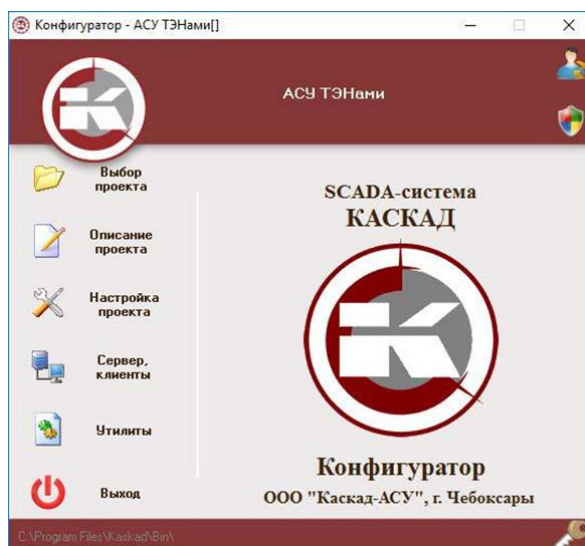 Конфигуратор - АСУ ТЭНами[]
АСУ ТЭНами
Выбор
проекта
Описание
проекта
Настройка
проекта
Сервер,
клиенты
Утилиты
Выход
SCADA-система
КАСКАД
К
Конфигуратор
ООО "Каскад-АСУ", г. Чебоксары
C:\Program Files\Kaskad\Bin\